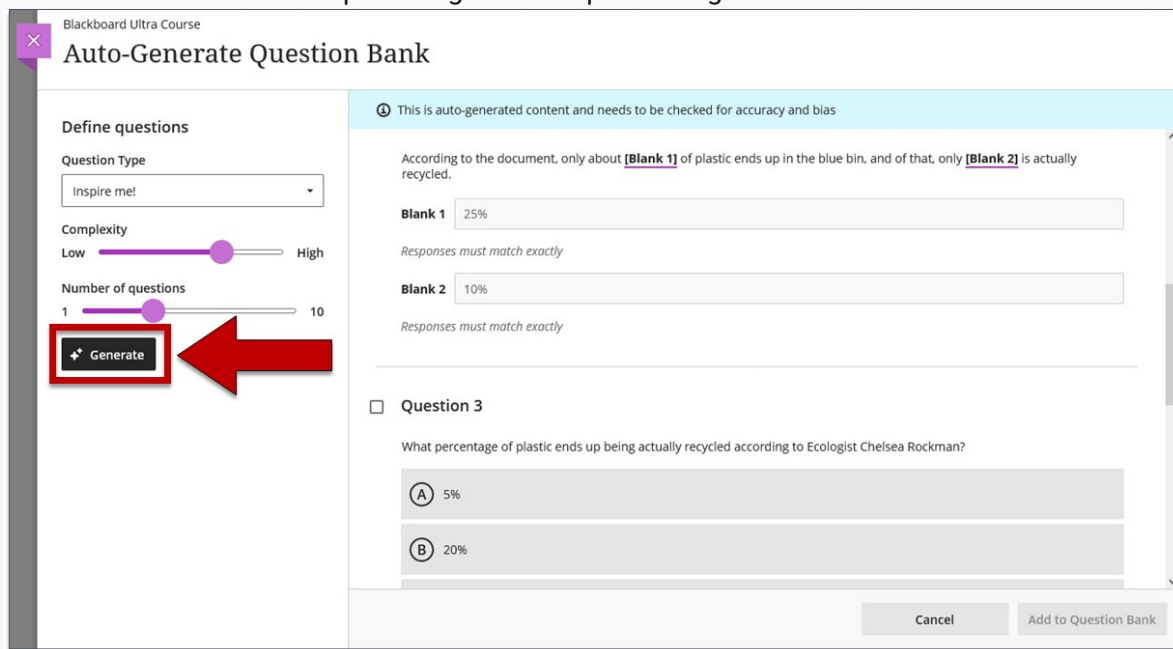 Blackboard Ultra Course
Auto-Generate Question Bank
Define questions
Question Type
Inspire me!
Complexity
Low High
Number of questions
1 10
Generate
This is auto-generated content and needs to be checked for accuracy and bias
According to the document, only about [Blank 1] of plastic ends up in the blue bin, and of that, only [Blank 2] is actually
recycled.
Blank 1 25%
Responses must match exactly
Blank 2 10%
Responses must match exactly
Question 3
What percentage of plastic ends up being actually recycled according to Ecologist Chelsea Rockman?
A 5%
B 20%
Cancel Add to Question Bank